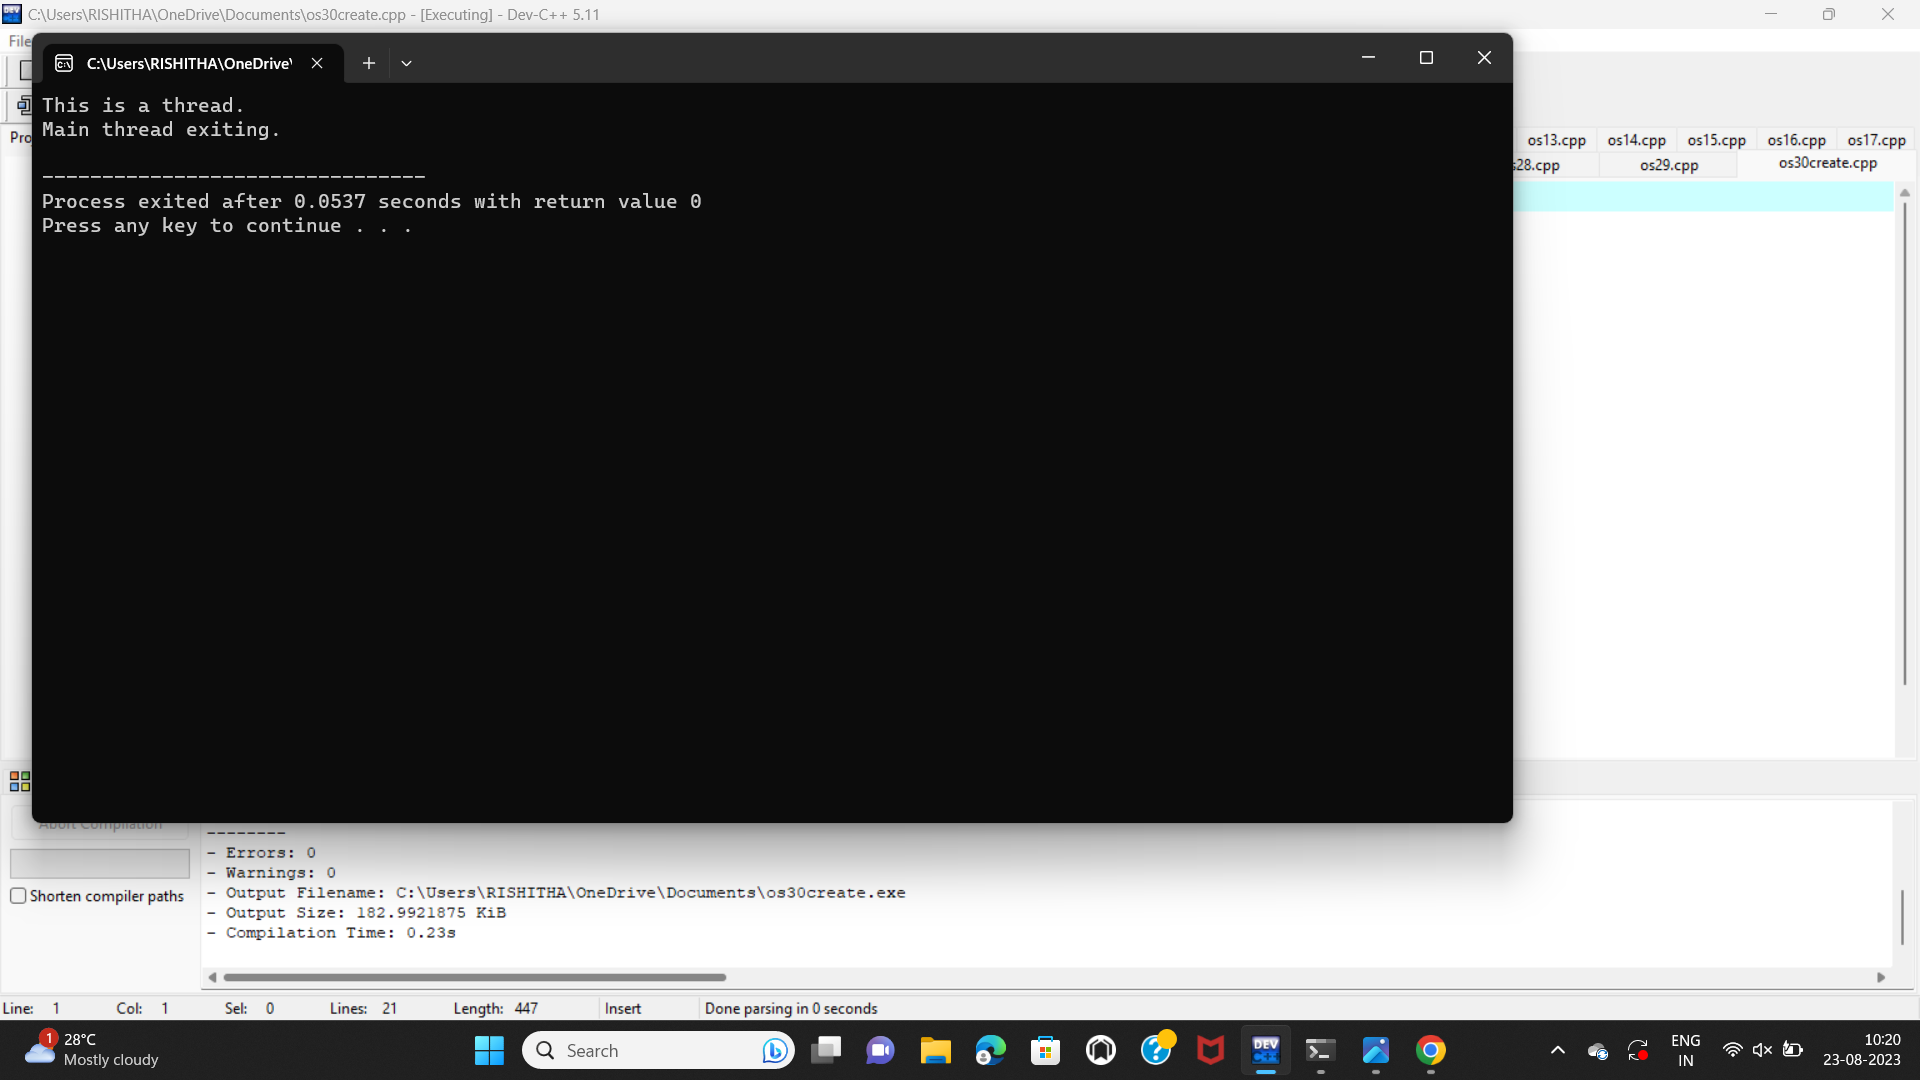 C:\Users\RISHITHA\OneDrive\Documents\os30create.cpp - [Executing] - Dev-C++ 5.11
File
C:\Users\RISHITHA\OneDrive\
This is a thread.
Main thread exiting.
--------------------------------
Process exited after 0.0537 seconds with return value 0
Press any key to continue . . .
os13.cpp os14.cpp os15.cpp os16.cpp os17.cpp
s28.cpp os29.cpp os30create.cpp
Abort Compilation
Shorten compiler paths
--------
- Errors: 0
- Warnings: 0
- Output Filename: C:\Users\RISHITHA\OneDrive\Documents\os30create.exe
- Output Size: 182.9921875 KiB
- Compilation Time: 0.23s
Line: 1 Col: 1 Sel: 0 Lines: 21 Length: 447 Insert Done parsing in 0 seconds
1
28°C
Mostly cloudy
Search
DEV
C++
ENG
IN
10:20
23-08-2023